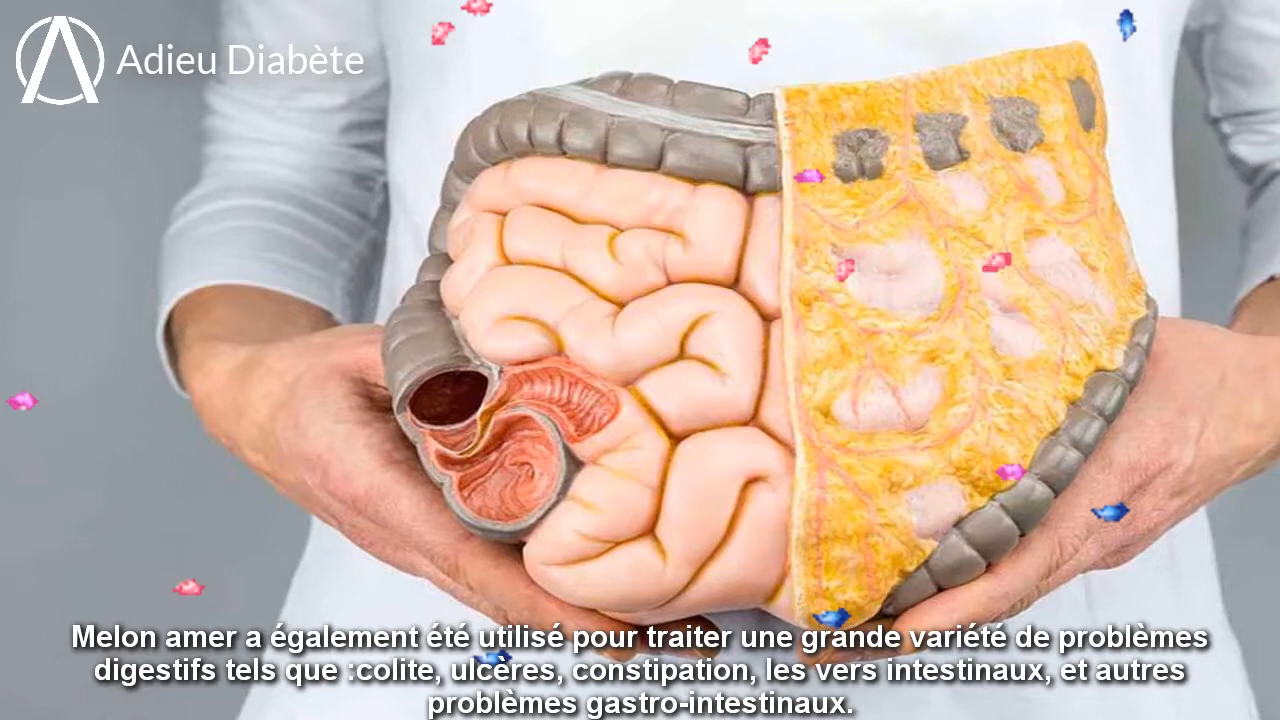 Adieu Diabète
Melon amer a également été utilisé pour traiter une grande variété de problèmes
digestifs tels que :colite, ulcères, constipation, les vers intestinaux, et autres
problèmes gastro-intestinaux.